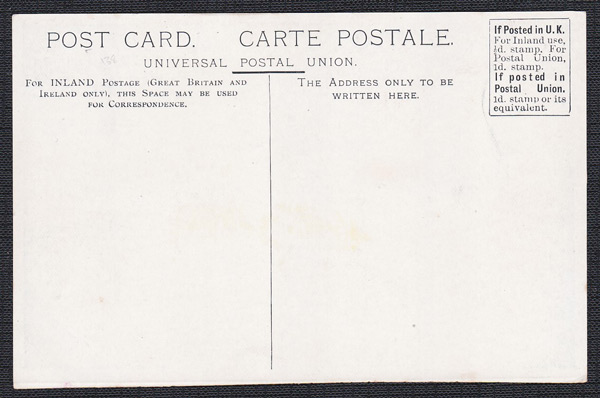 POST CARD. CARTE POSTALE.
UNIVERSAL POSTAL UNION.
FOR INLAND POSTAGE (GREAT BRITAIN AND
IRELAND ONLY), THIS SPACE MAY BE USED
FOR CORRESPONDENCE.
THE ADDRESS ONLY TO BE
WRITTEN HERE.
If Posted in U.K.
For Inland use,
½d. stamp. For
Postal Union,
1d. stamp.
If posted in
Postal Union.
1d. stamp or its
equivalent.